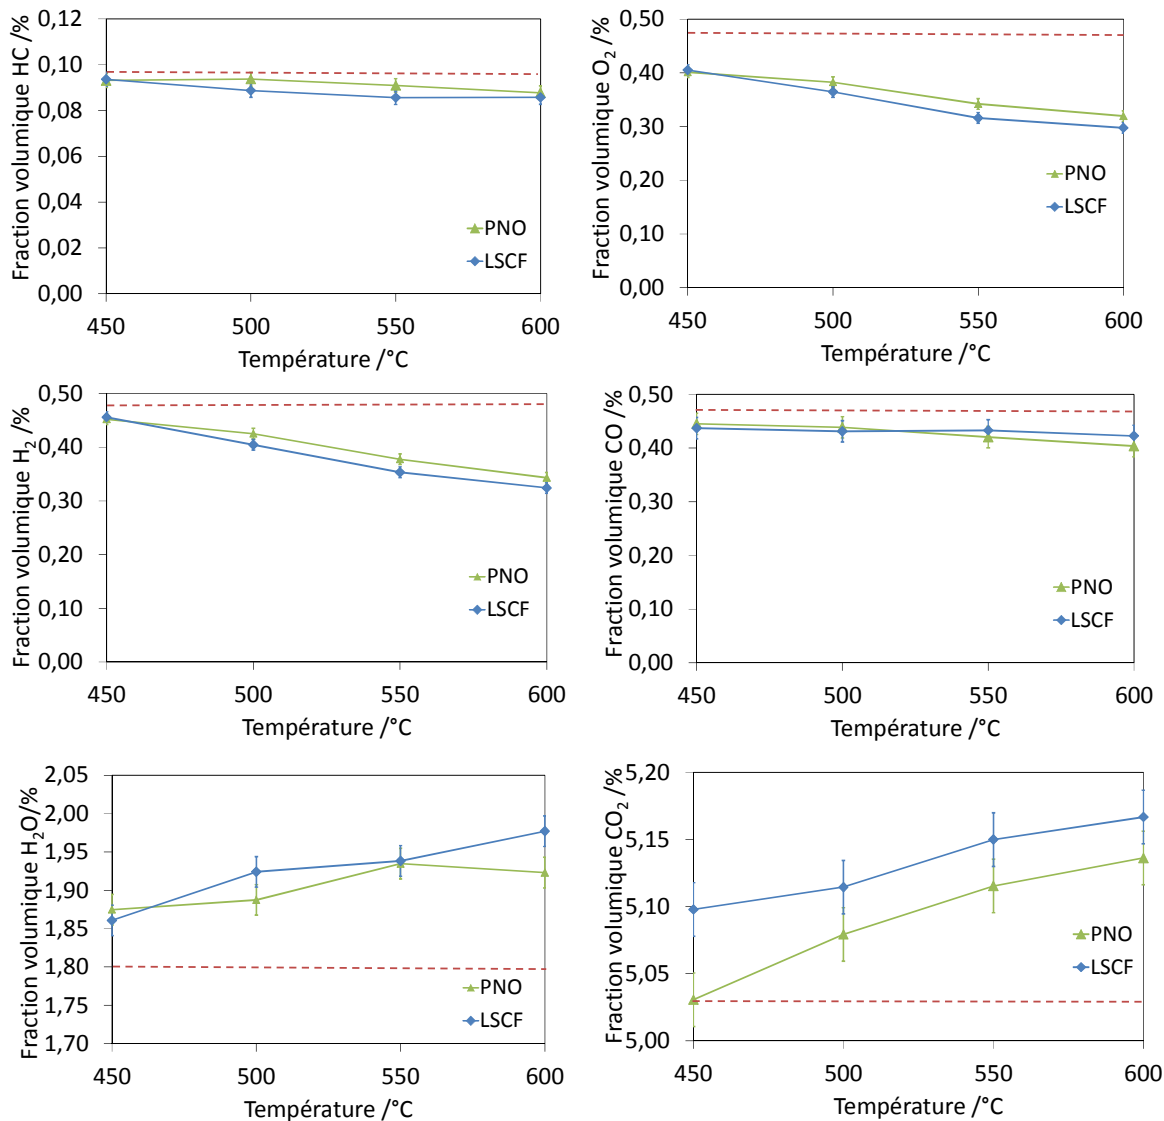 Fraction volumique HC /%
0,12
0,10
0,08
0,06
0,04
0,02
0,00
450
500
550
600
Température /°C
PNO
LSCF
Fraction volumique O2 /%
0,50
0,40
0,30
0,20
0,10
0,00
450
500
550
600
Température /°C
PNO
LSCF
Fraction volumique H2 /%
0,50
0,40
0,30
0,20
0,10
0,00
450
500
550
600
Température /°C
PNO
LSCF
Fraction volumique CO /%
0,50
0,40
0,30
0,20
0,10
0,00
450
500
550
600
Température /°C
PNO
LSCF
Fraction volumique H2O/%
2,05
2,00
1,95
1,90
1,85
1,80
1,75
1,70
450
500
550
600
Température /°C
PNO
LSCF
Fraction volumique CO2 /%
5,20
5,15
5,10
5,05
5,00
450
500
550
600
Température /°C
PNO
LSCF